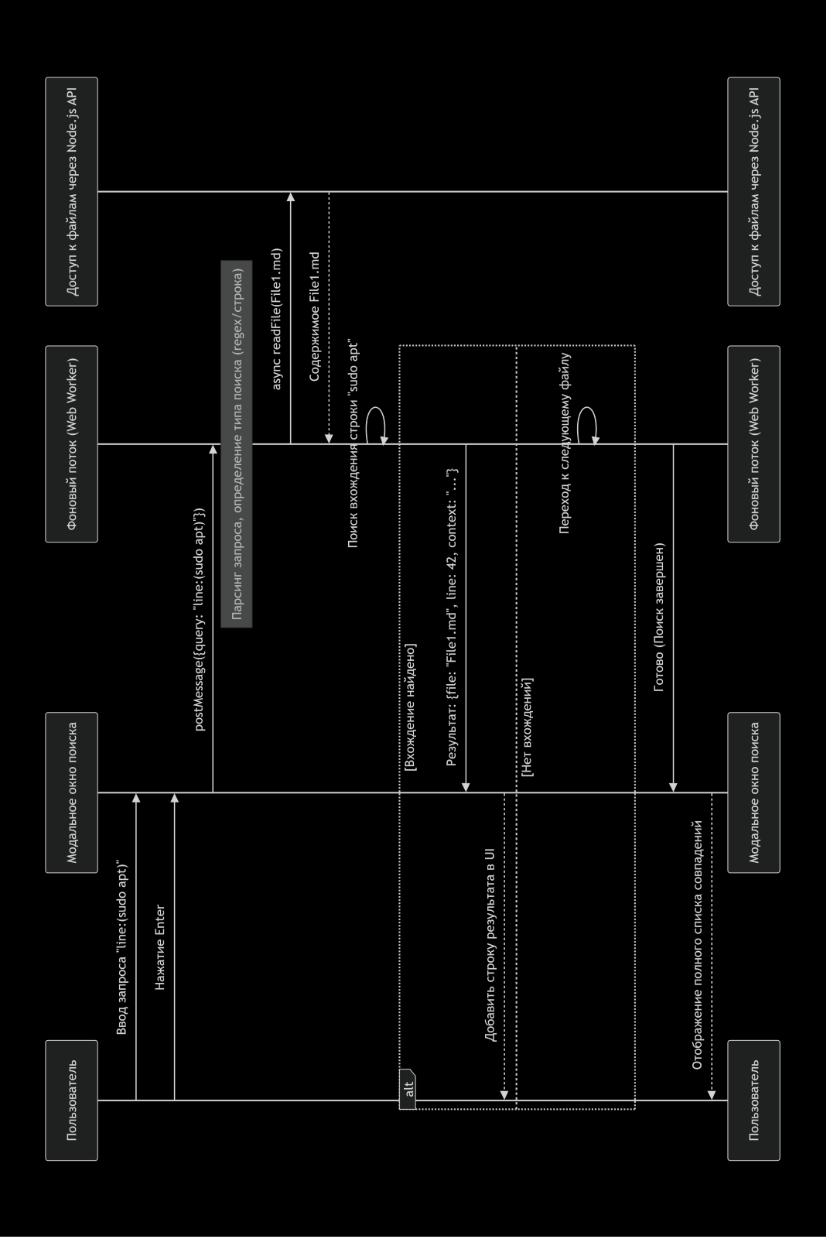 Пользователь
Модальное окно поиска
Фоновый поток (Web Worker)
Доступ к файлам через Node.js API
Ввод запроса "line:(sudo apt)"
Нажатие Enter
postMessage([query: "line:(sudo apt)"})
Парсинг запроса, определение типа поиска (regex/строка)
async readFile(File1.md)
Содержимое File1.md
Поиск вхождения строки "sudo apt"
alt
[Вхождение найдено]
Результат: {file: "File1.md", line: 42, context: "..."}
Добавить строку результата в UI
[Нет вхождений]
Переход к следующему файлу
Готово (Поиск завершен)
Отображение полного списка совпадений
Пользователь
Модальное окно поиска
Фоновый поток (Web Worker)
Доступ к файлам через Node.js API